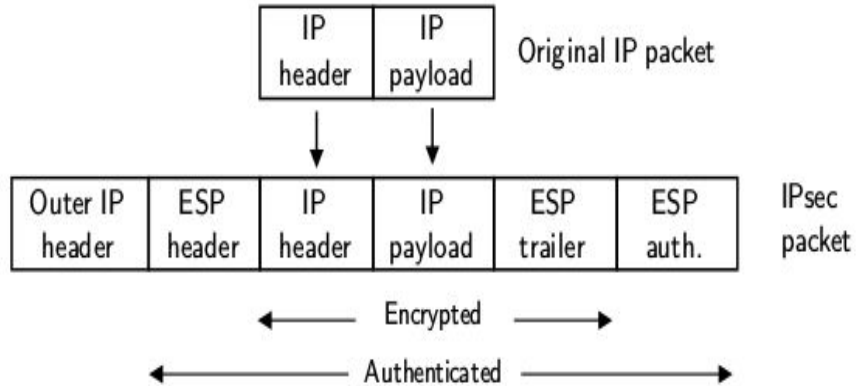 IP
header
IP
payload
Original IP packet
Outer IP
header
ESP
header
IP
header
IP
payload
ESP
trailer
ESP
auth.
IPsec
packet
Encrypted
Authenticated